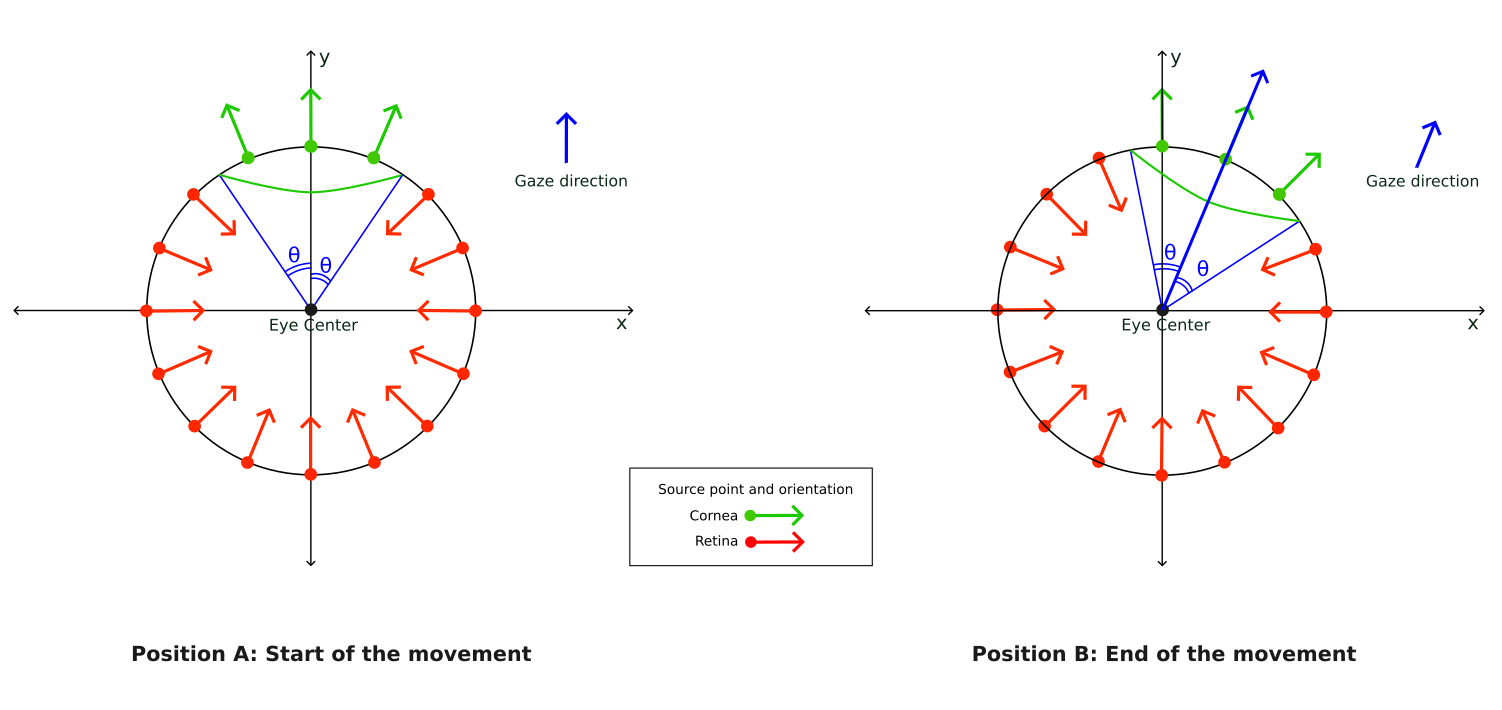 y
Gaze direction
θ
θ
Eye Center
x
y
Gaze direction
θ
θ
Eye Center
x
Source point and orientation
Cornea
Retina
Position A: Start of the movement
Position B: End of the movement